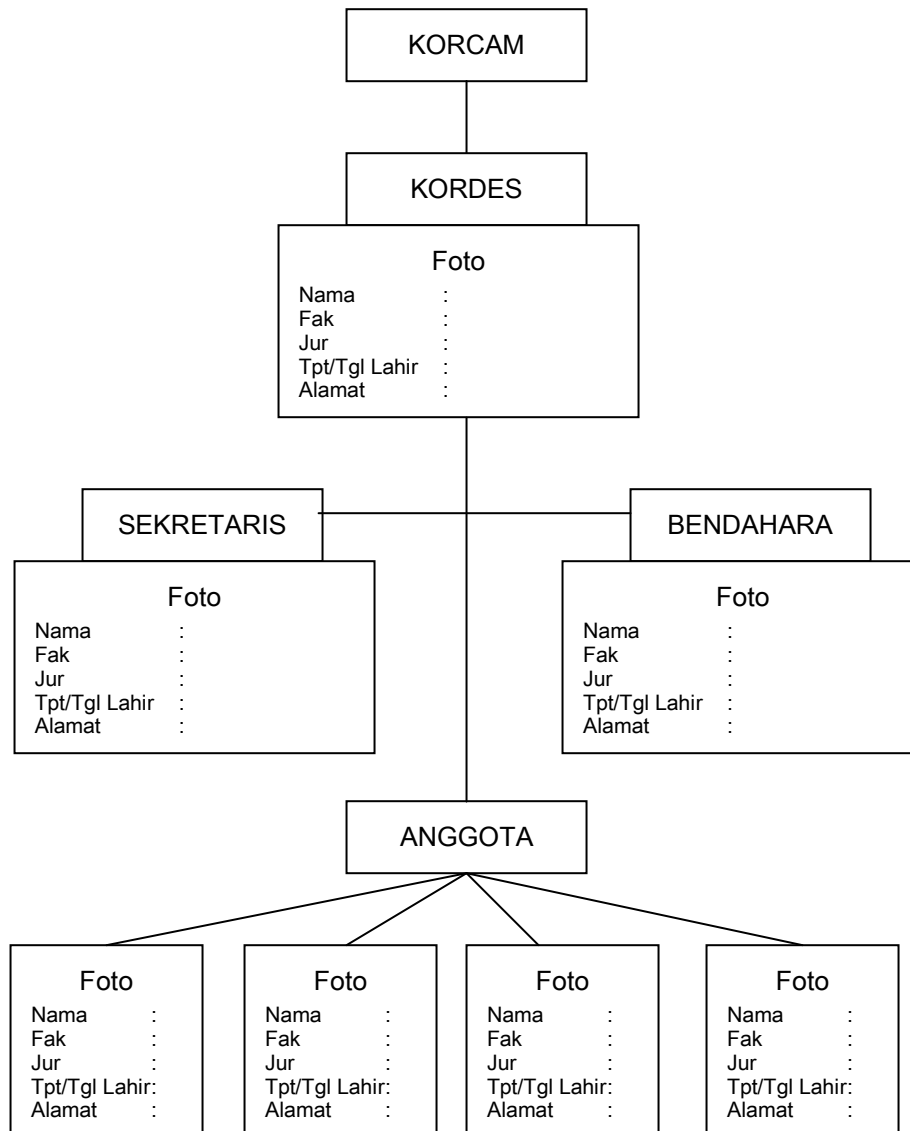 KORCAM
KORDES
Foto
Nama :
Fak :
Jur :
Tpt/Tgl Lahir :
Alamat :
SEKRETARIS
Foto
Nama :
Fak :
Jur :
Tpt/Tgl Lahir :
Alamat :
BENDAHARA
Foto
Nama :
Fak :
Jur :
Tpt/Tgl Lahir :
Alamat :
ANGGOTA
Foto
Nama :
Fak :
Jur :
Tpt/Tgl Lahir:
Alamat :
Foto
Nama :
Fak :
Jur :
Tpt/Tgl Lahir:
Alamat :
Foto
Nama :
Fak :
Jur :
Tpt/Tgl Lahir:
Alamat :
Foto
Nama :
Fak :
Jur :
Tpt/Tgl Lahir:
Alamat :